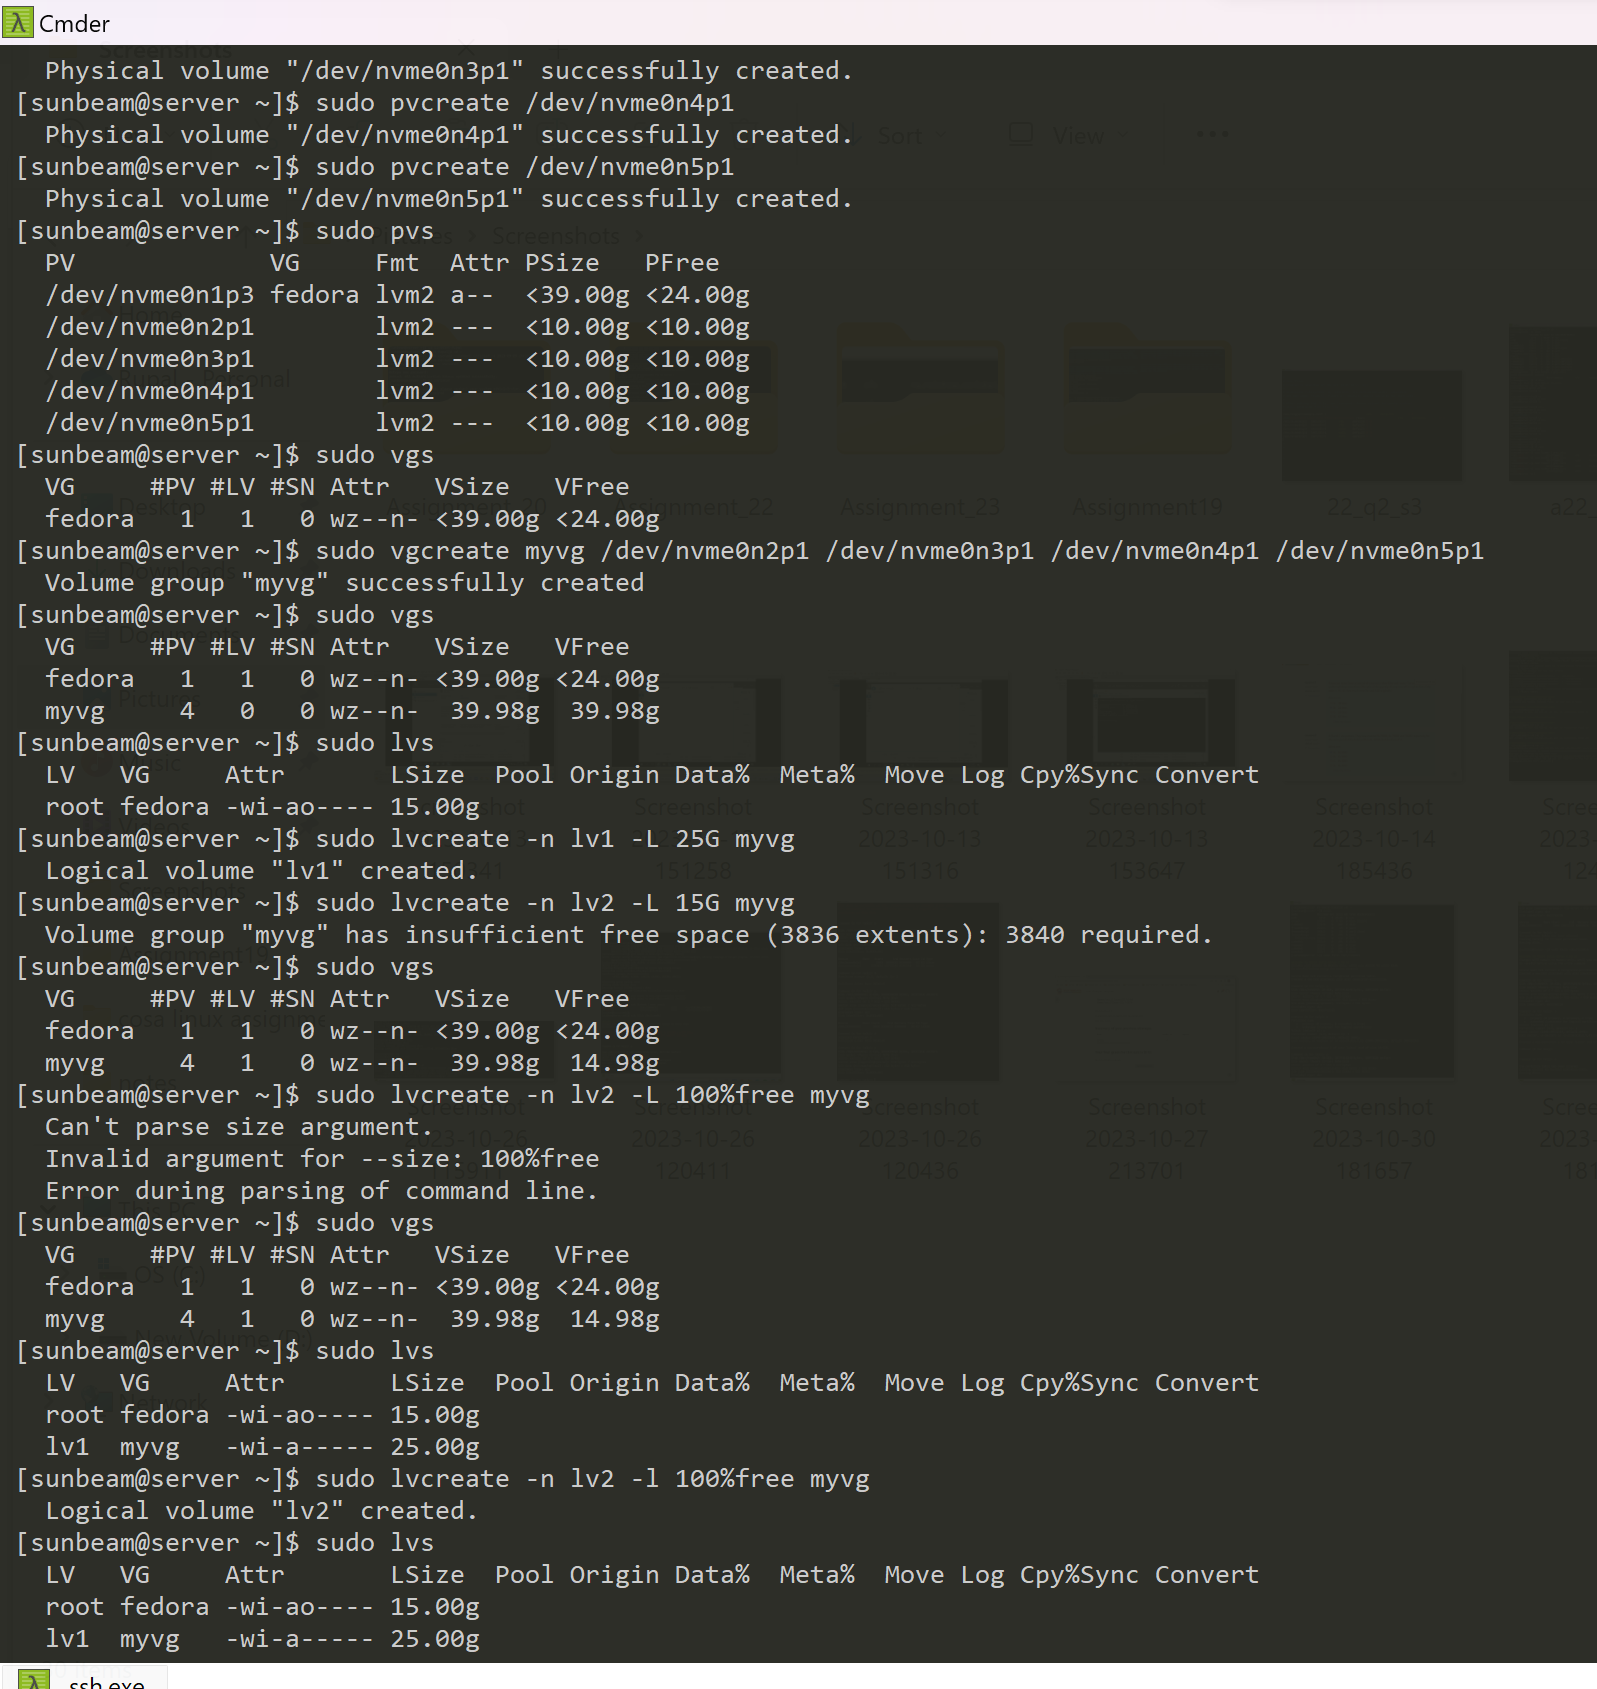 Cmder
  Physical volume "/dev/nvme0n3p1" successfully created.
[sunbeam@server ~]$ sudo pvcreate /dev/nvme0n4p1
  Physical volume "/dev/nvme0n4p1" successfully created.
[sunbeam@server ~]$ sudo pvcreate /dev/nvme0n5p1
  Physical volume "/dev/nvme0n5p1" successfully created.
[sunbeam@server ~]$ sudo pvs
  PV             VG     Fmt  Attr PSize   PFree
  /dev/nvme0n1p3 fedora lvm2 a--  <39.00g <24.00g
  /dev/nvme0n2p1        lvm2 ---  <10.00g <10.00g
  /dev/nvme0n3p1        lvm2 ---  <10.00g <10.00g
  /dev/nvme0n4p1        lvm2 ---  <10.00g <10.00g
  /dev/nvme0n5p1        lvm2 ---  <10.00g <10.00g
[sunbeam@server ~]$ sudo vgs
  VG     #PV #LV #SN Attr   VSize   VFree
  fedora   1   1   0 wz--n- <39.00g <24.00g
[sunbeam@server ~]$ sudo vgcreate myvg /dev/nvme0n2p1 /dev/nvme0n3p1 /dev/nvme0n4p1 /dev/nvme0n5p1
  Volume group "myvg" successfully created
[sunbeam@server ~]$ sudo vgs
  VG     #PV #LV #SN Attr   VSize   VFree
  fedora   1   1   0 wz--n- <39.00g <24.00g
  myvg     4   0   0 wz--n-  39.98g  39.98g
[sunbeam@server ~]$ sudo lvs
  LV   VG     Attr       LSize  Pool Origin Data%  Meta%  Move Log Cpy%Sync Convert
  root fedora -wi-ao---- 15.00g
[sunbeam@server ~]$ sudo lvcreate -n lv1 -L 25G myvg
  Logical volume "lv1" created.
[sunbeam@server ~]$ sudo lvcreate -n lv2 -L 15G myvg
  Volume group "myvg" has insufficient free space (3836 extents): 3840 required.
[sunbeam@server ~]$ sudo vgs
  VG     #PV #LV #SN Attr   VSize   VFree
  fedora   1   1   0 wz--n- <39.00g <24.00g
  myvg     4   1   0 wz--n-  39.98g  14.98g
[sunbeam@server ~]$ sudo lvcreate -n lv2 -L 100%free myvg
  Can't parse size argument.
  Invalid argument for --size: 100%free
  Error during parsing of command line.
[sunbeam@server ~]$ sudo vgs
  VG     #PV #LV #SN Attr   VSize   VFree
  fedora   1   1   0 wz--n- <39.00g <24.00g
  myvg     4   1   0 wz--n-  39.98g  14.98g
[sunbeam@server ~]$ sudo lvs
  LV   VG     Attr       LSize  Pool Origin Data%  Meta%  Move Log Cpy%Sync Convert
  root fedora -wi-ao---- 15.00g
  lv1  myvg   -wi-a----- 25.00g
[sunbeam@server ~]$ sudo lvcreate -n lv2 -l 100%free myvg
  Logical volume "lv2" created.
[sunbeam@server ~]$ sudo lvs
  LV   VG     Attr       LSize  Pool Origin Data%  Meta%  Move Log Cpy%Sync Convert
  root fedora -wi-ao---- 15.00g
  lv1  myvg   -wi-a----- 25.00g
ssh.exe